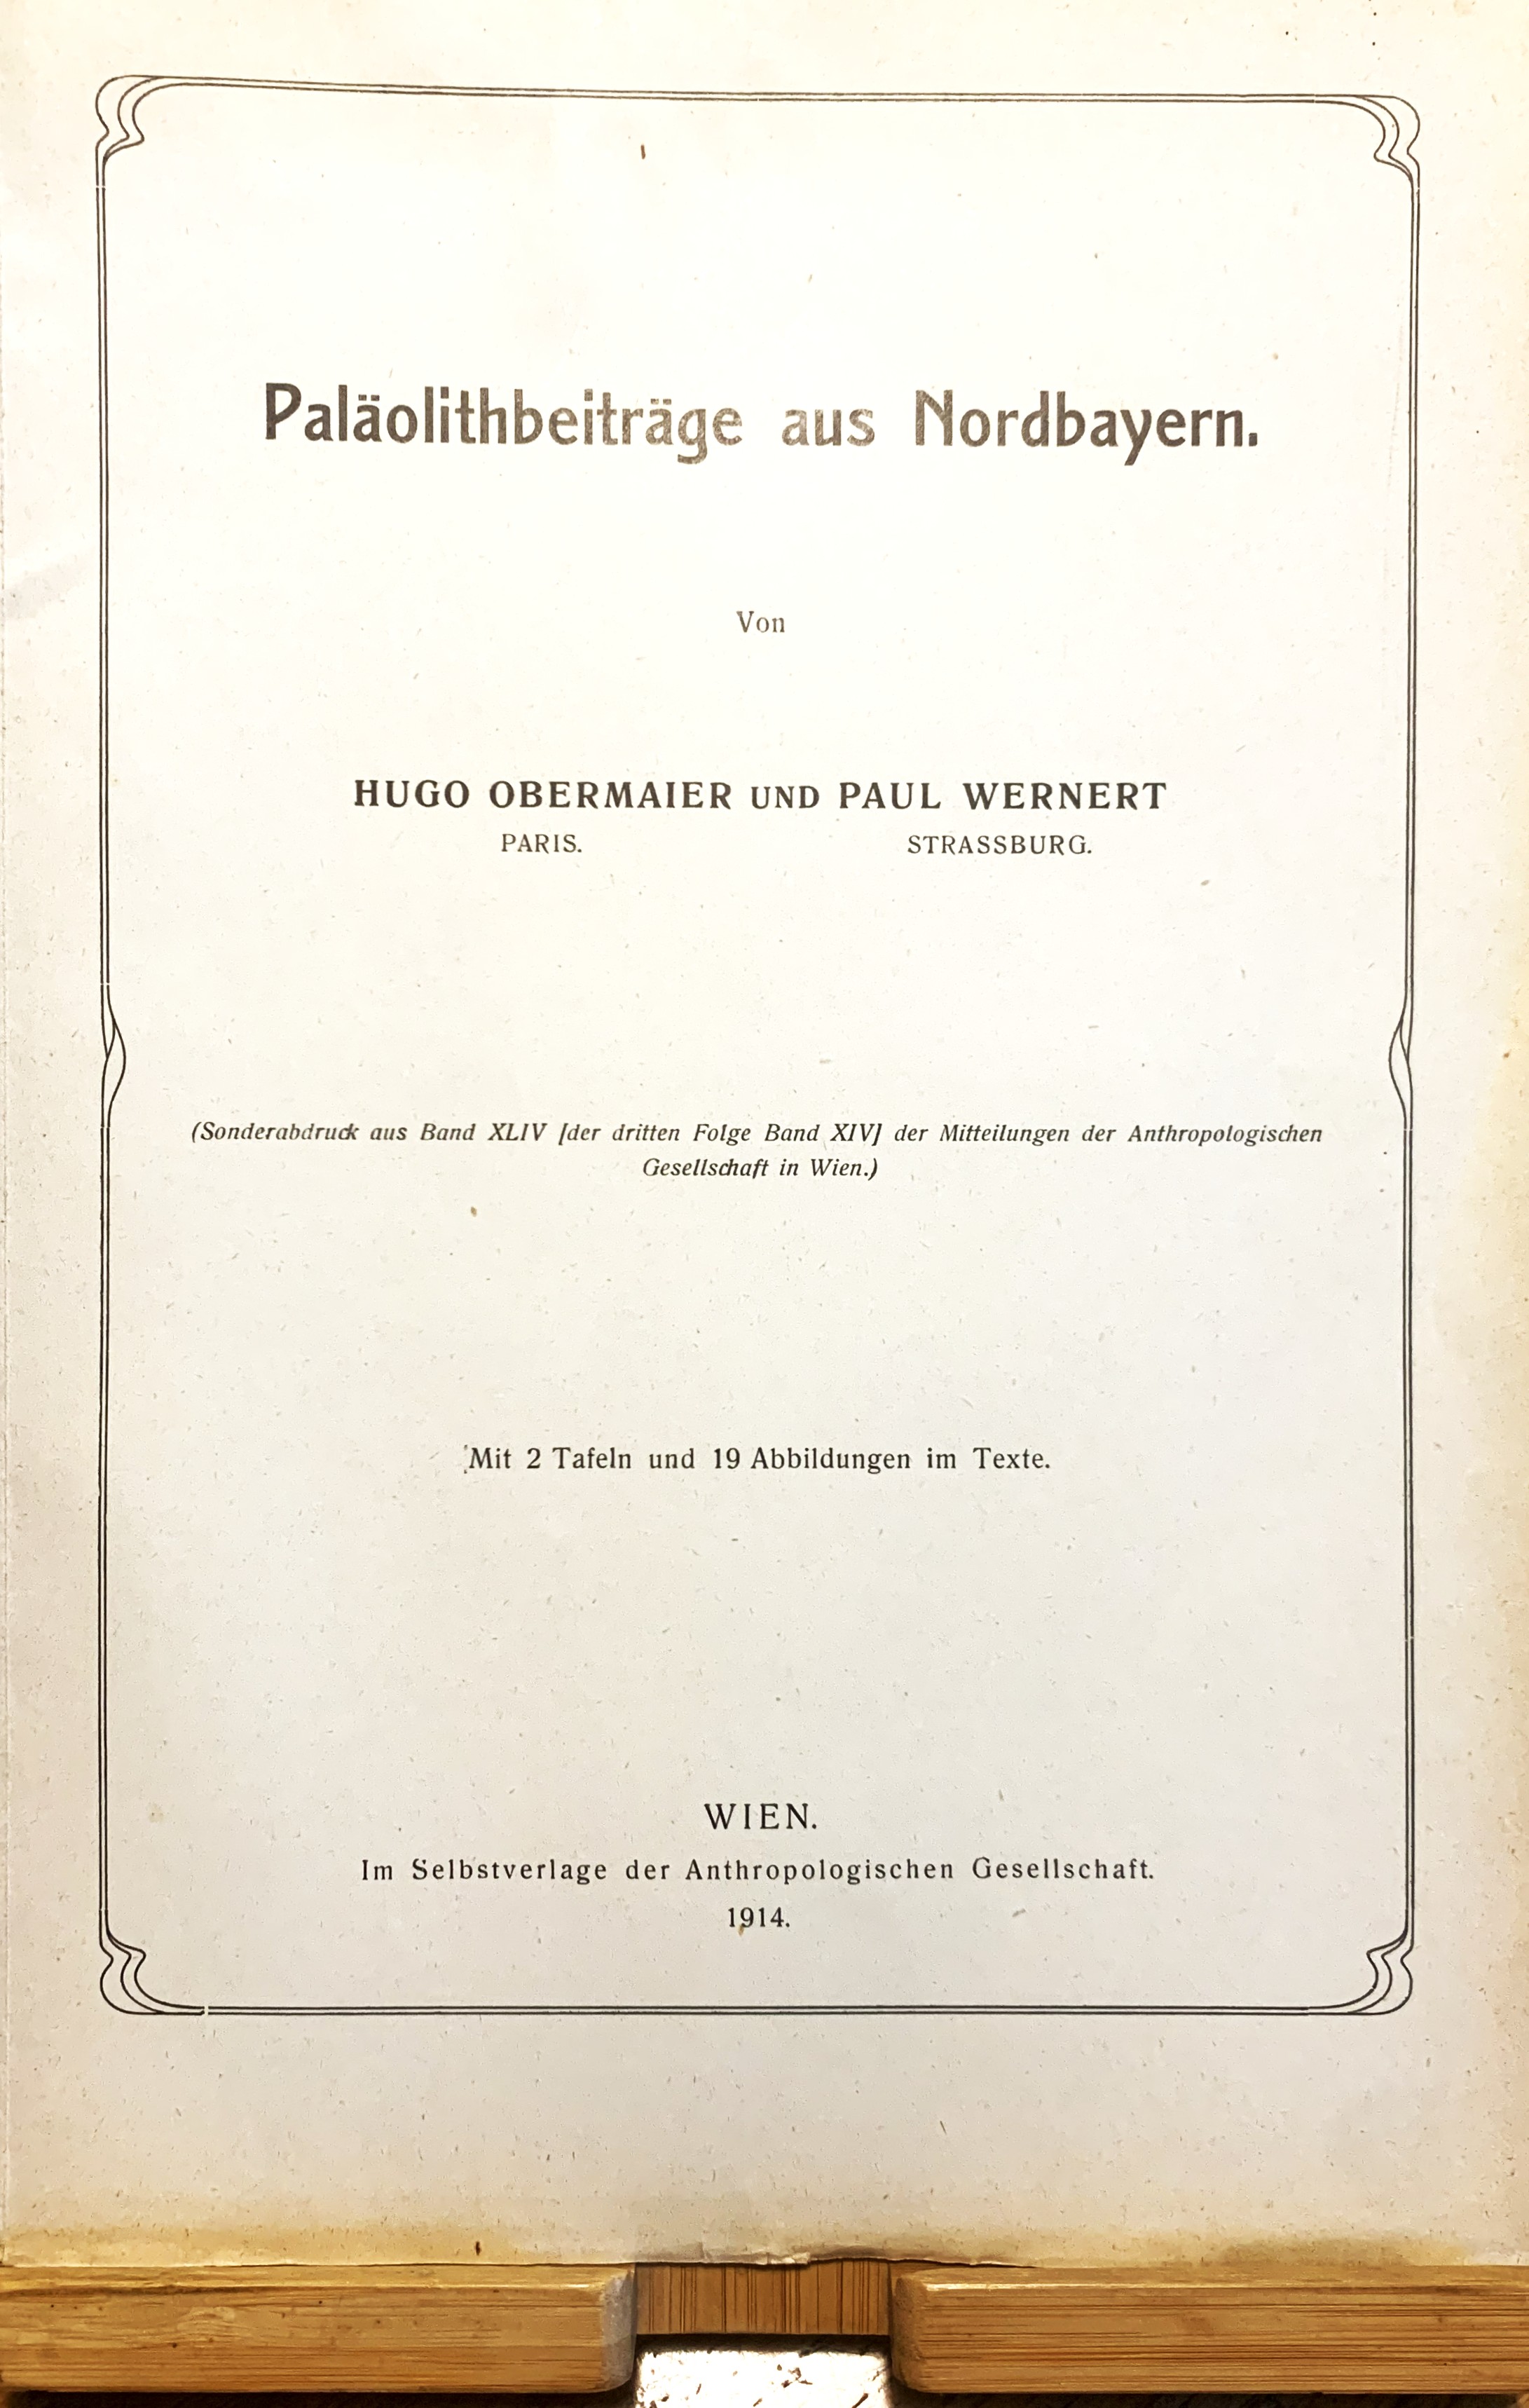 Paläolithbeiträge aus Nordbayern.
Von
HUGO OBERMAIER UND PAUL WERNERT
PARIS. STRASSBURG.
(Sonderabdruck aus Band XLIV [der dritten Folge Band XIV] der Mitteilungen der Anthropologischen
Gesellschaft in Wien.)
Mit 2 Tafeln und 19 Abbildungen im Texte.
WIEN.
Im Selbstverlage der Anthropologischen Gesellschaft.
1914.